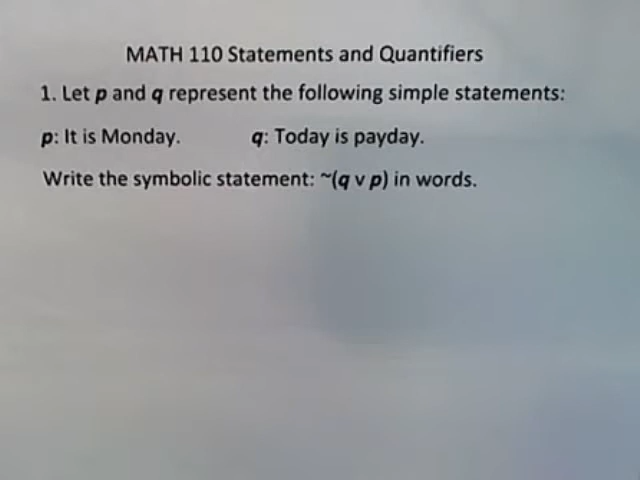 MATH 110 Statements and Quantifiers
1. Let p and q represent the following simple statements:
p: It is Monday. q: Today is payday.
Write the symbolic statement: ~(q v p) in words.